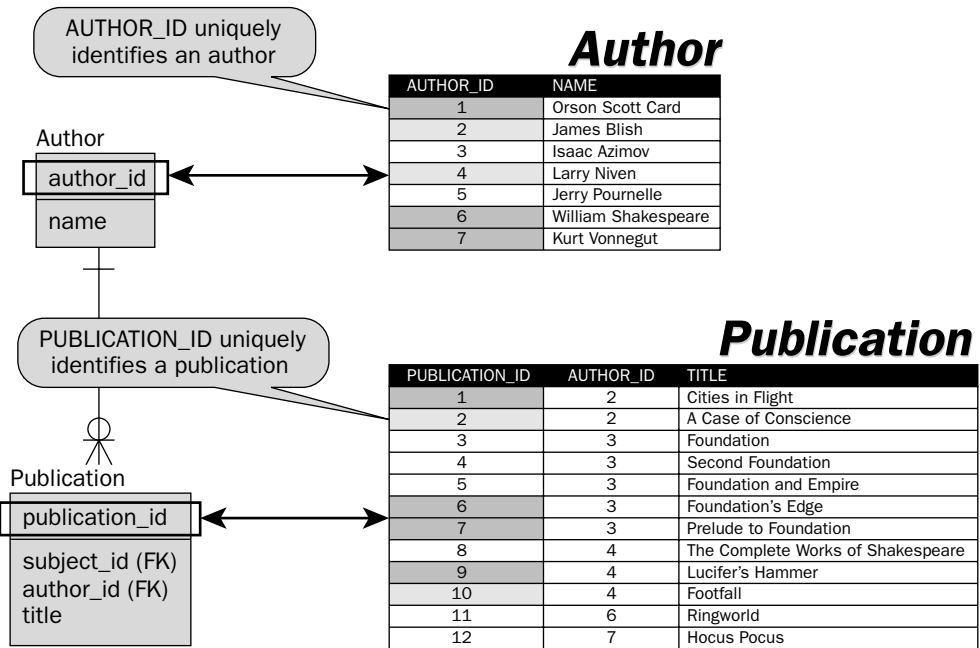 AUTHOR_ID uniquely
identifies an author
Author
AUTHOR_ID NAME
1 Orson Scott Card
2 James Blish
3 Isaac Azimov
4 Larry Niven
5 Jerry Pournelle
6 William Shakespeare
7 Kurt Vonnegut
Author
author_id
name
PUBLICATION_ID uniquely
identifies a publication
Publication
PUBLICATION_ID AUTHOR_ID TITLE
1 2 Cities in Flight
2 2 A Case of Conscience
3 3 Foundation
4 3 Second Foundation
5 3 Foundation and Empire
6 3 Foundation's Edge
7 3 Prelude to Foundation
8 4 The Complete Works of Shakespeare
9 4 Lucifer's Hammer
10 4 Footfall
11 6 Ringworld
12 7 Hocus Pocus
Publication
publication_id
subject_id (FK)
author_id (FK)
title